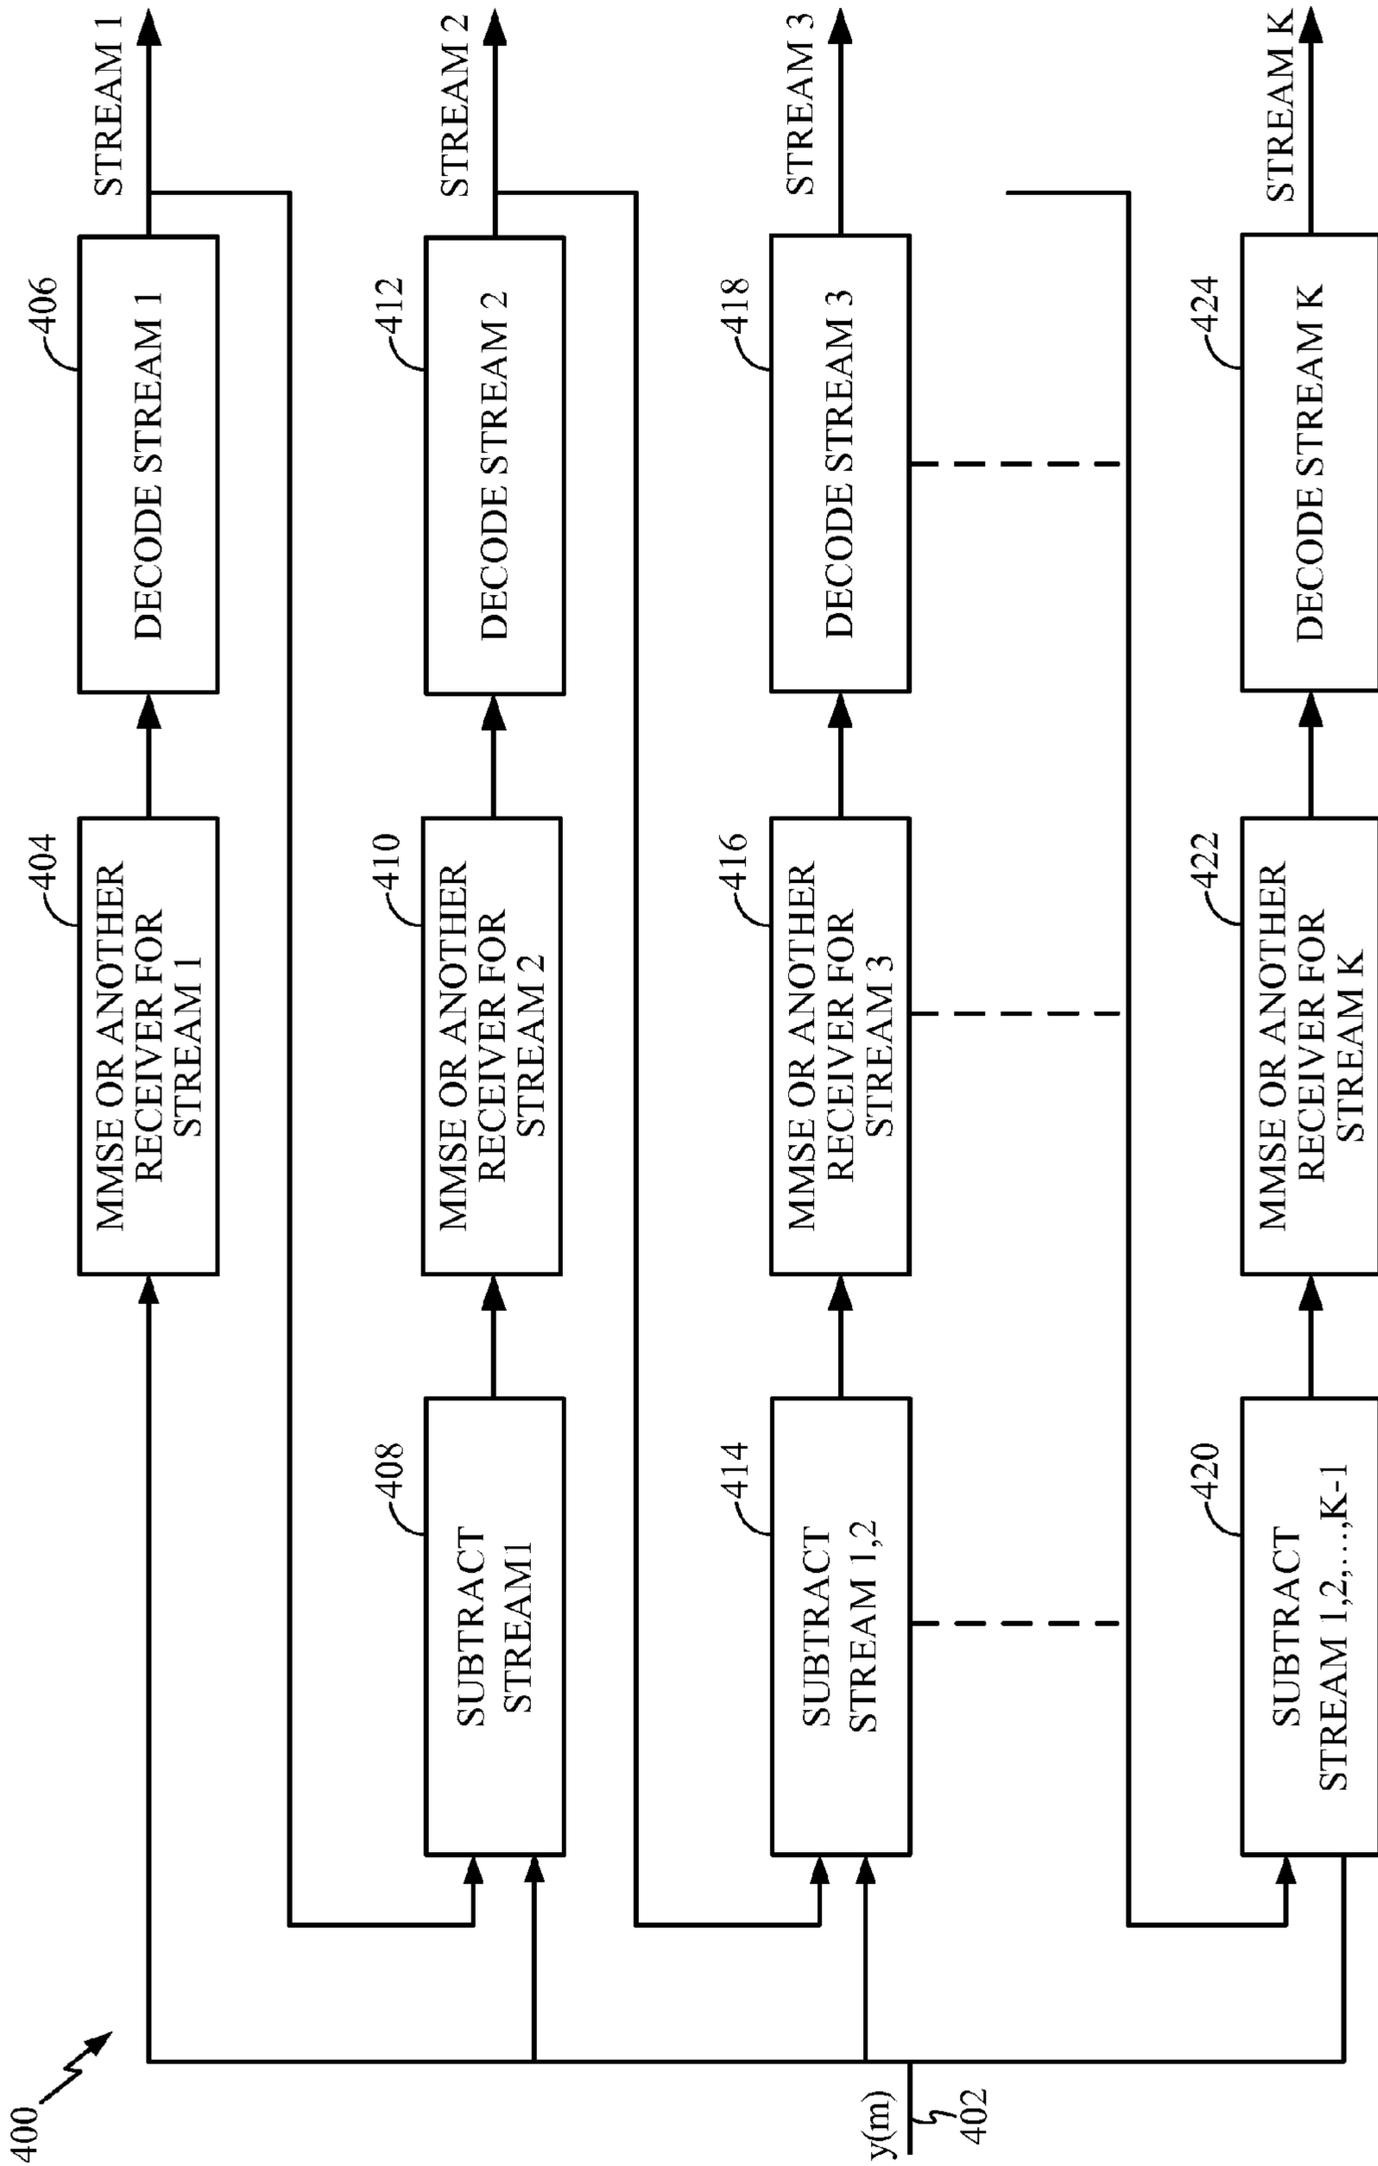 400
y(m)
402
404
MMSE OR ANOTHER
RECEIVER FOR
STREAM 1
406
DECODE STREAM 1
STREAM 1
408
SUBTRACT
STREAM1
410
MMSE OR ANOTHER
RECEIVER FOR
STREAM 2
412
DECODE STREAM 2
STREAM 2
414
SUBTRACT
STREAM 1,2
416
MMSE OR ANOTHER
RECEIVER FOR
STREAM 3
418
DECODE STREAM 3
STREAM 3
420
SUBTRACT
STREAM 1,2,...,K-1
422
MMSE OR ANOTHER
RECEIVER FOR
STREAM K
424
DECODE STREAM K
STREAM K